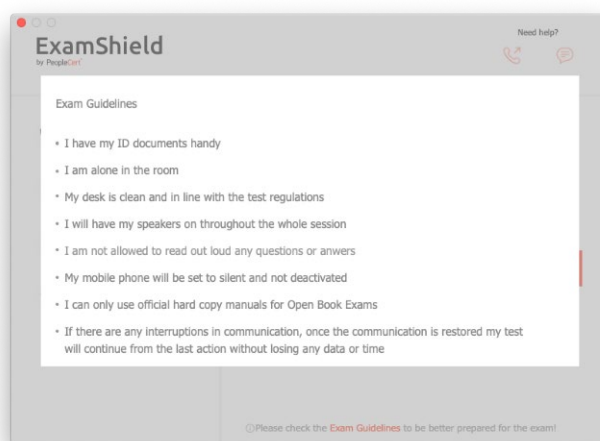 Need help?
ExamShield
by PeopleCert
Exam Guidelines
• I have my ID documents handy
• I am alone in the room
• My desk is clean and in line with the test regulations
• I will have my speakers on throughout the whole session
• I am not allowed to read out loud any questions or anwers
• My mobile phone will be set to silent and not deactivated
• I can only use official hard copy manuals for Open Book Exams
• If there are any interruptions in communication, once the communication is restored my test
will continue from the last action without losing any data or time
Please check the Exam Guidelines to be better prepared for the exam!